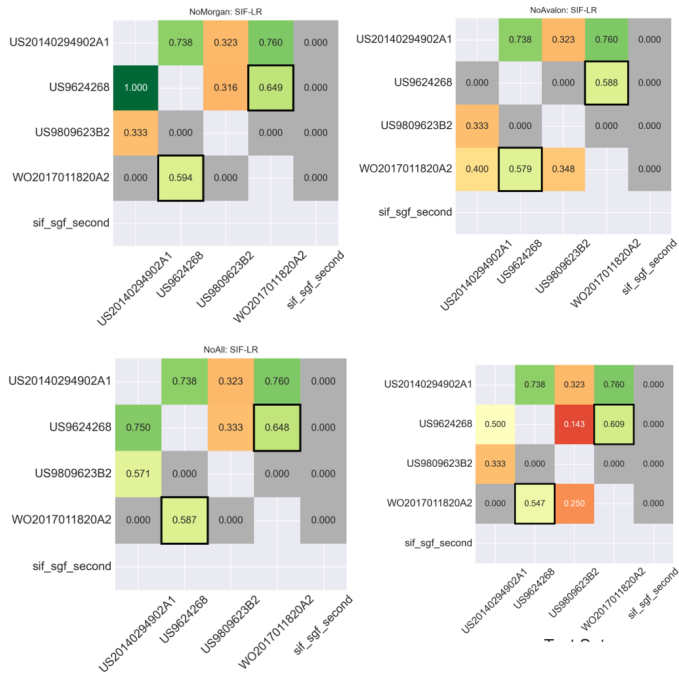 NoMorgan: SIF-LR
US20140294902A1 0.738 0.323 0.760 0.000
US9624268 1.000 0.316 0.649 0.000
US9809623B2 0.333 0.000 0.000 0.000
WO2017011820A2 0.000 0.594 0.000 0.000
sif_sgf_second
US20140294902A1 US9624268 US9809623B2 WO2017011820A2 sif_sgf_second
NoAvalon: SIF-LR
US20140294902A1 0.738 0.323 0.760 0.000
US9624268 0.000 0.588 0.000
US9809623B2 0.333 0.000 0.000 0.000
WO2017011820A2 0.400 0.579 0.348 0.000
sif_sgf_second
US20140294902A1 US9624268 US9809623B2 WO2017011820A2 sif_sgf_second
NoAll: SIF-LR
US20140294902A1 0.738 0.323 0.760 0.000
US9624268 0.750 0.333 0.648 0.000
US9809623B2 0.571 0.000 0.000 0.000
WO2017011820A2 0.000 0.587 0.000 0.000
sif_sgf_second
US20140294902A1 US9624268 US9809623B2 WO2017011820A2 sif_sgf_second
US20140294902A1 0.738 0.323 0.760 0.000
US9624268 0.500 0.143 0.609 0.000
US9809623B2 0.333 0.000 0.000 0.000
WO2017011820A2 0.000 0.547 0.250 0.000
sif_sgf_second
US20140294902A1 US9624268 US9809623B2 WO2017011820A2 sif_sgf_second